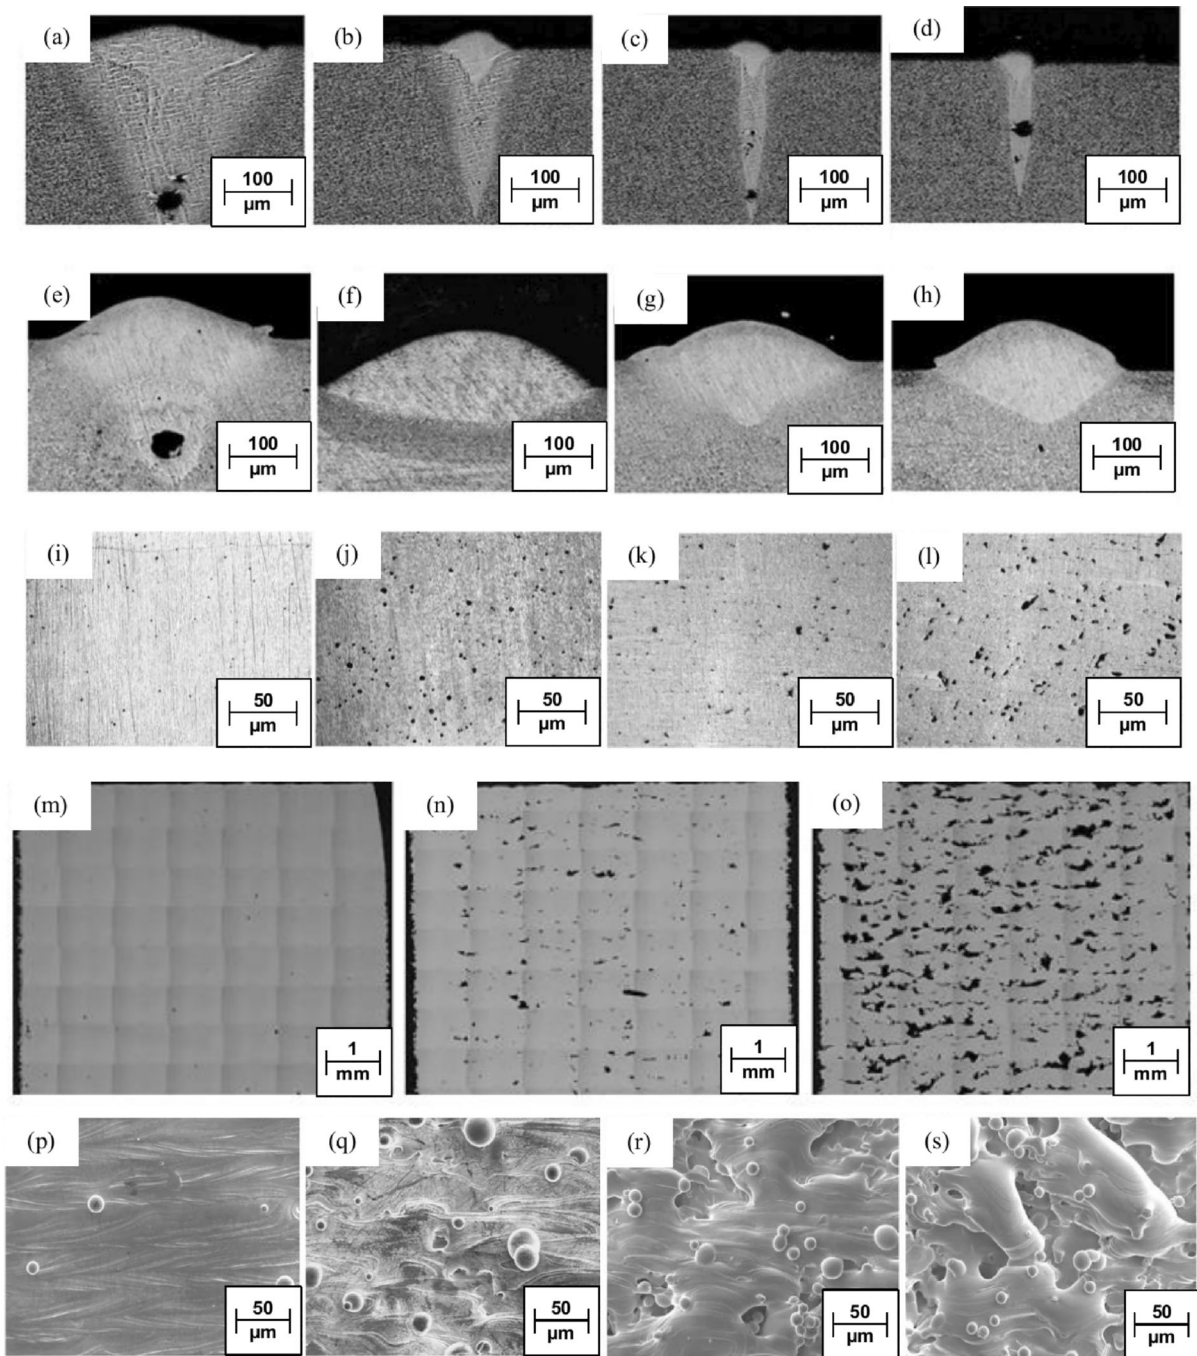 (a) (b) (c) (d)
100 100 100 100
µm µm µm µm
(e) (f) (g) (h)
100 100 100 100
µm µm µm µm
(i) (j) (k) (l)
50 50 50 50
µm µm µm µm
(m) (n) (o)
1 1 1
mm mm mm
(p) (q) (r) (s)
50 50 50 50
µm µm µm µm